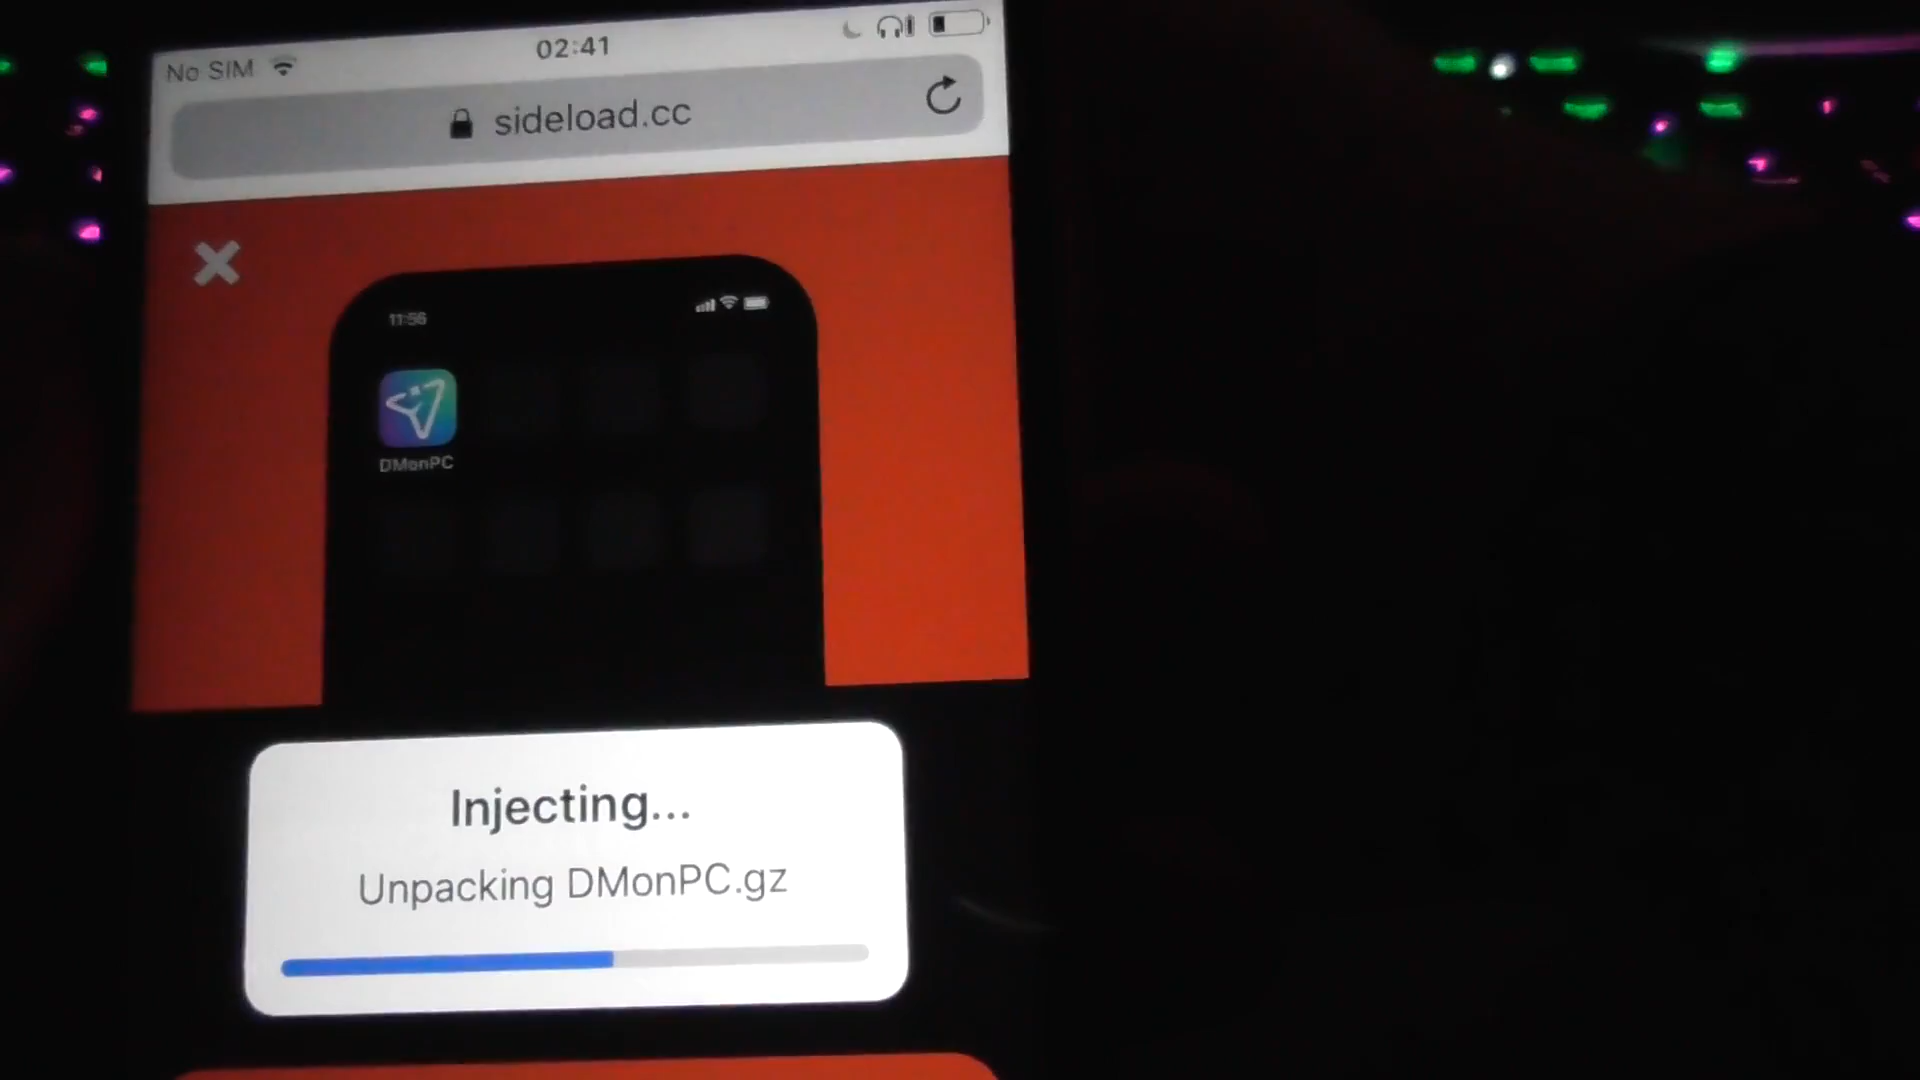 No SIM
02:41
sideload.cc
11:56
DMonPC
Injecting...
Unpacking DMonPC.gz